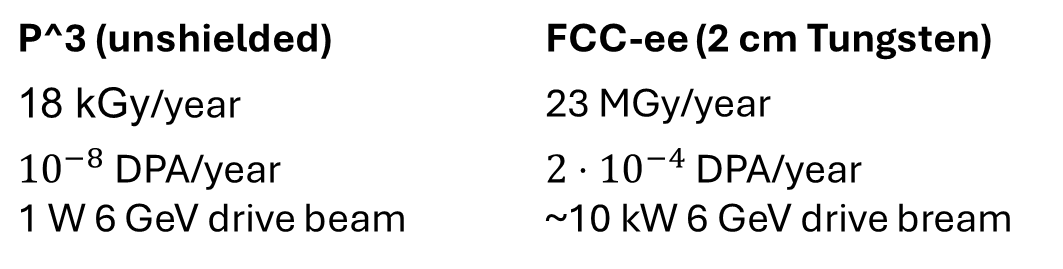 P^3 (unshielded)
18 kGy/year
10⁻⁸ DPA/year
1 W 6 GeV drive beam
FCC-ee (2 cm Tungsten)
23 MGy/year
2 · 10⁻⁴ DPA/year
~10 kW 6 GeV drive bream